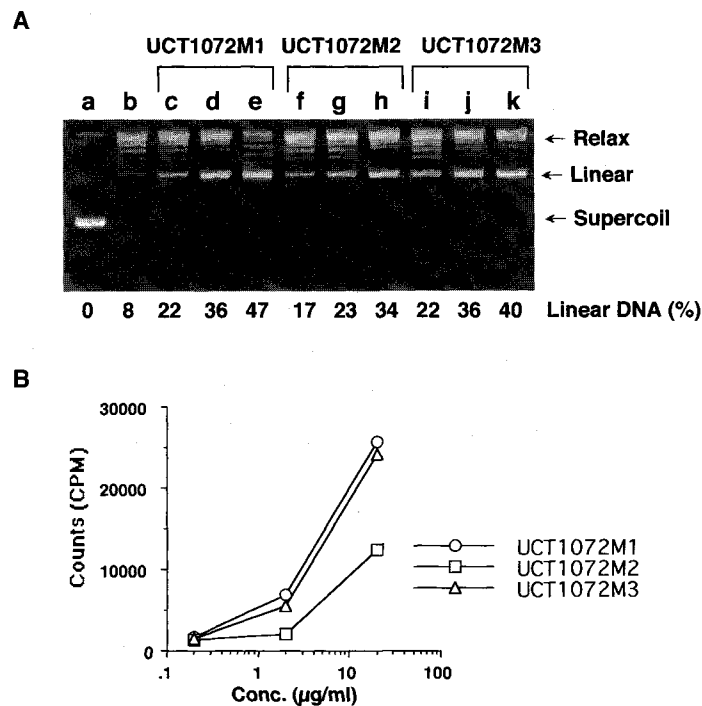 A
UCT1072M1 UCT1072M2 UCT1072M3
a b c d e f g h i j k
← Relax
← Linear
← Supercoil
0 8 22 36 47 17 23 34 22 36 40 Linear DNA (%)
B
30000
20000
10000
0
Counts (CPM)
.1 1 10 100
Conc. (µg/ml)
UCT1072M1
UCT1072M2
UCT1072M3